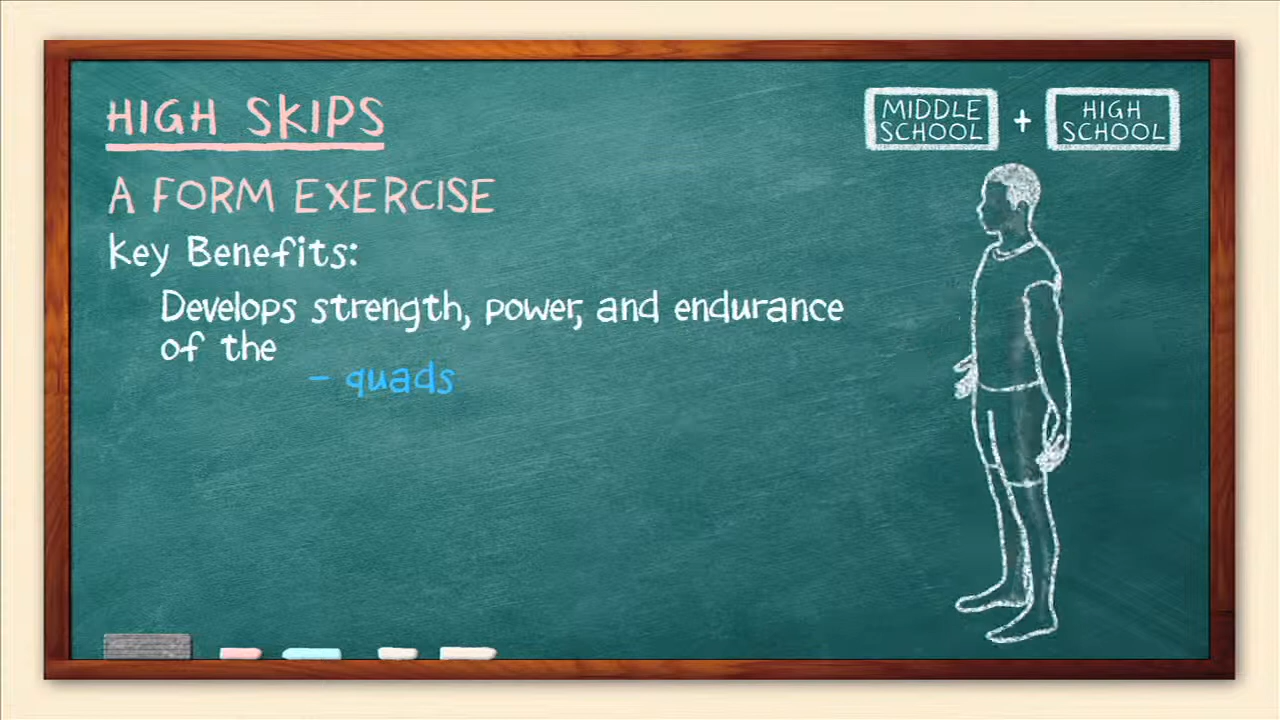 HIGH SKIPS
MIDDLE SCHOOL + HIGH SCHOOL
A FORM EXERCISE
Key Benefits:
Develops strength, power, and endurance
of the
- quads